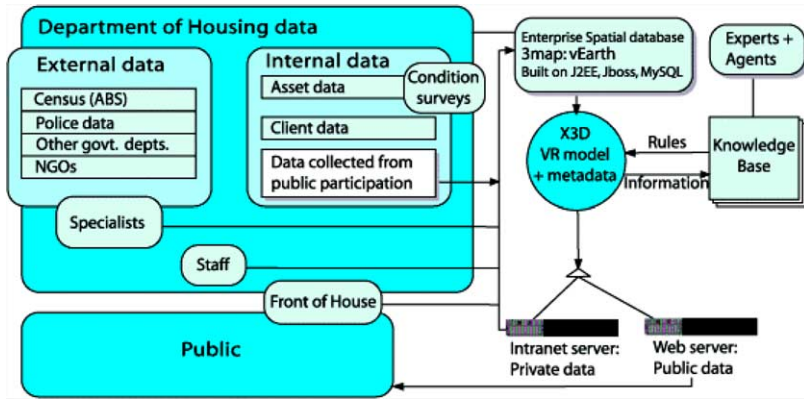 Department of Housing data
External data
Census (ABS)
Police data
Other govt. depts.
NGOs
Specialists
Staff
Internal data
Asset data
Condition
surveys
Client data
Data collected from
public participation
Front of House
Public
Enterprise Spatial database
3map: vEarth
Built on J2EE, Jboss, MySQL
Experts +
Agents
X3D
VR model
+ metadata
Rules
Information
Knowledge
Base
Intranet server:
Private data
Web server:
Public data